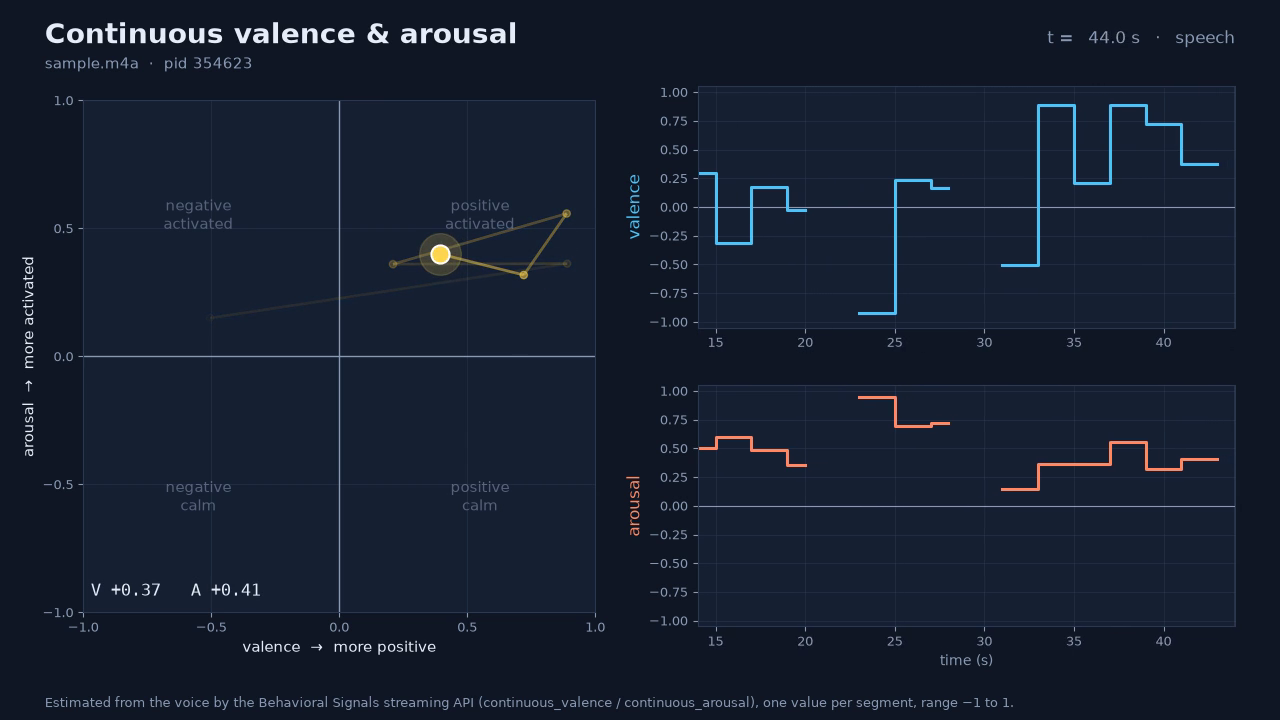 Continuous valence & arousal
sample.m4a · pid 354623
t = 44.0 s · speech
1.0
0.5
0.0
−0.5
−1.0
arousal → more activated
negative
activated
positive
activated
negative
calm
positive
calm
V +0.37 A +0.41
−1.0 −0.5 0.0 0.5 1.0
valence → more positive
valence
1.00
0.75
0.50
0.25
0.00
−0.25
−0.50
−0.75
−1.00
15 20 25 30 35 40
arousal
1.00
0.75
0.50
0.25
0.00
−0.25
−0.50
−0.75
−1.00
15 20 25 30 35 40
time (s)
Estimated from the voice by the Behavioral Signals streaming API (continuous_valence / continuous_arousal), one value per segment, range −1 to 1.